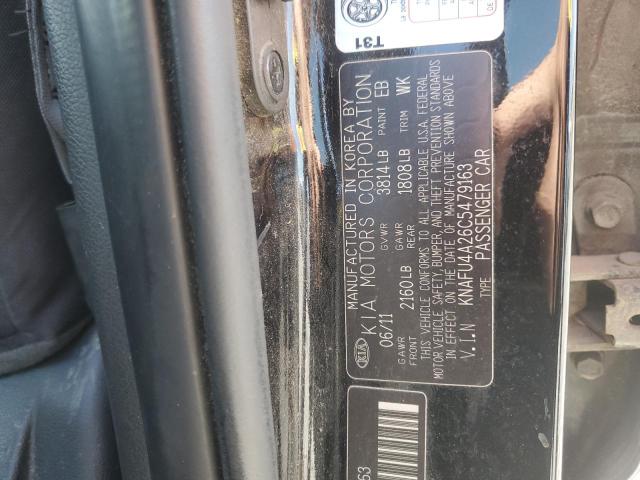 MANUFACTURED IN KOREA BY
KIA KIA MOTORS CORPORATION
06/11 GVWR 3814LB PAINT EB
GAWR FRONT 2160LB GAWR REAR 1808LB TRIM WK
THIS VEHICLE CONFORMS TO ALL APPLICABLE U.S.A. FEDERAL
MOTOR VEHICLE SAFETY, BUMPER, AND THEFT PREVENTION STANDARDS
IN EFFECT ON THE DATE OF MANUFACTURE SHOWN ABOVE
V.I.N KNAFU4A26C5479163
TYPE PASSENGER CAR
T31
63